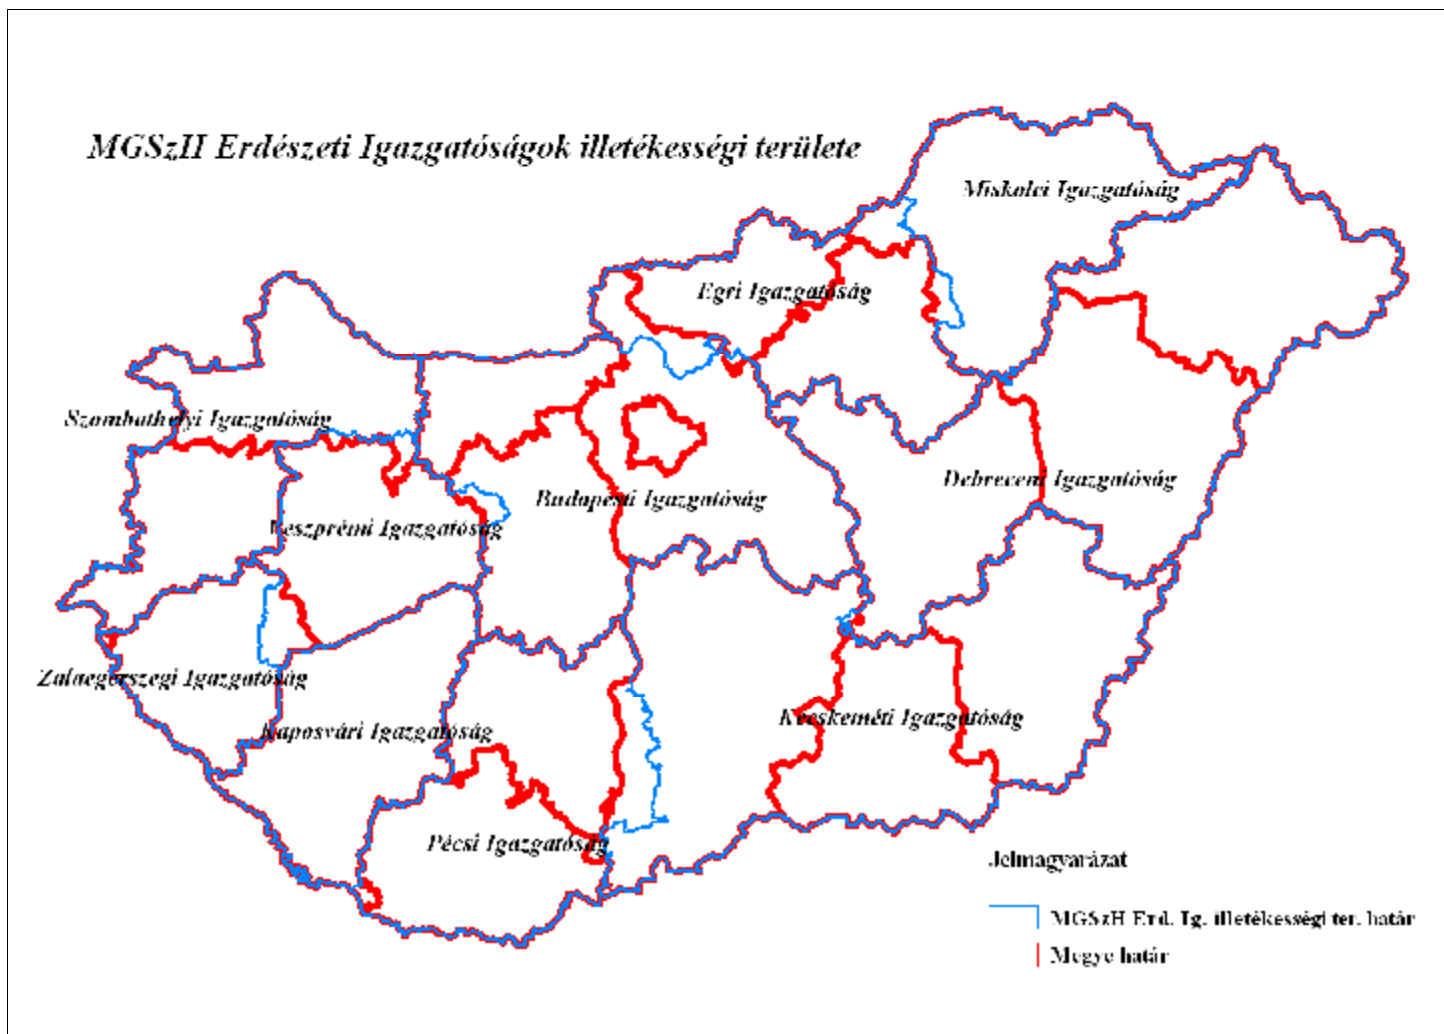 MGSzH Erdészeti Igazgatóságok illetékességi területe
Miskolci Igazgatóság
Egri Igazgatóság
Szombathelyi Igazgatóság
Debreceni Igazgatóság
Budapesti Igazgatóság
Veszprémi Igazgatóság
Zalaegerszegi Igazgatóság
Kecskeméti Igazgatóság
Kaposvári Igazgatóság
Pécsi Igazgatóság
Jelmagyarázat
MGSzH Erd. Ig. illetékességi ter. határ
Megye határ